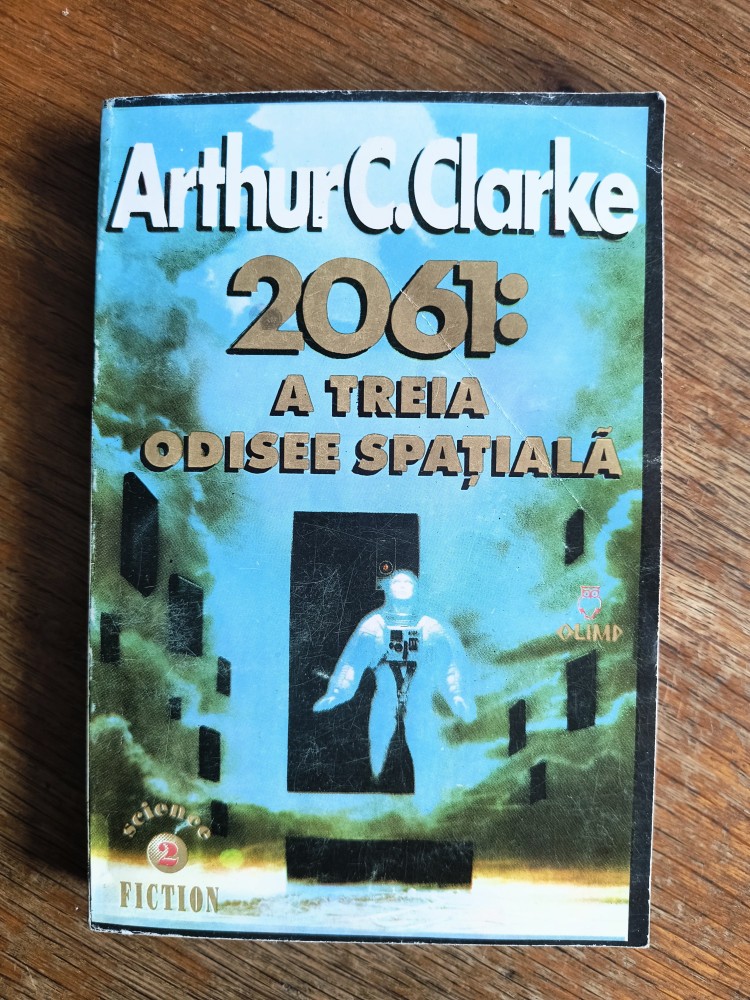 Arthur C. Clarke
2061:
A TREIA
ODISEE SPAȚIALĂ
OLIMP
science
2
FICTION